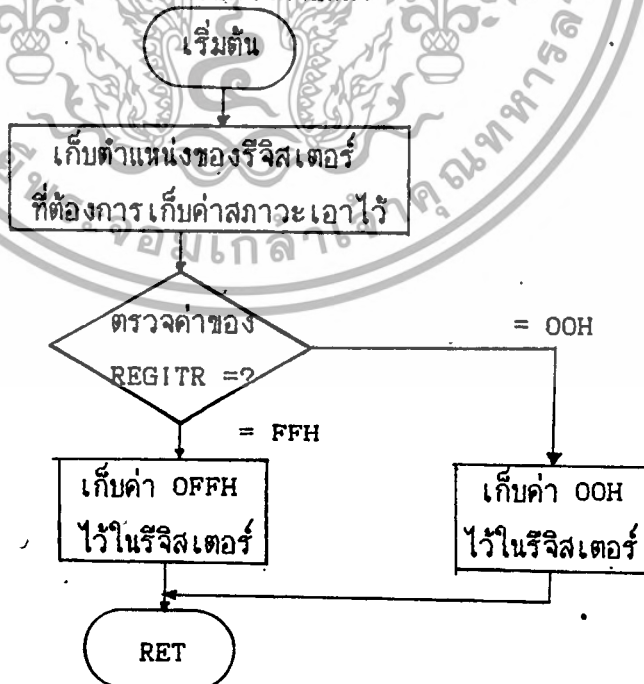 เริ่มต้น
เก็บตำแหน่งของรีจิสเตอร์
ที่ต้องการเก็บค่าสภาวะเอาไว้
ตรวจค่าของ
REGITR =?
= 00H
= FFH
เก็บค่า 0FFH
ไว้ในรีจิสเตอร์
เก็บค่า 00H
ไว้ในรีจิสเตอร์
RET